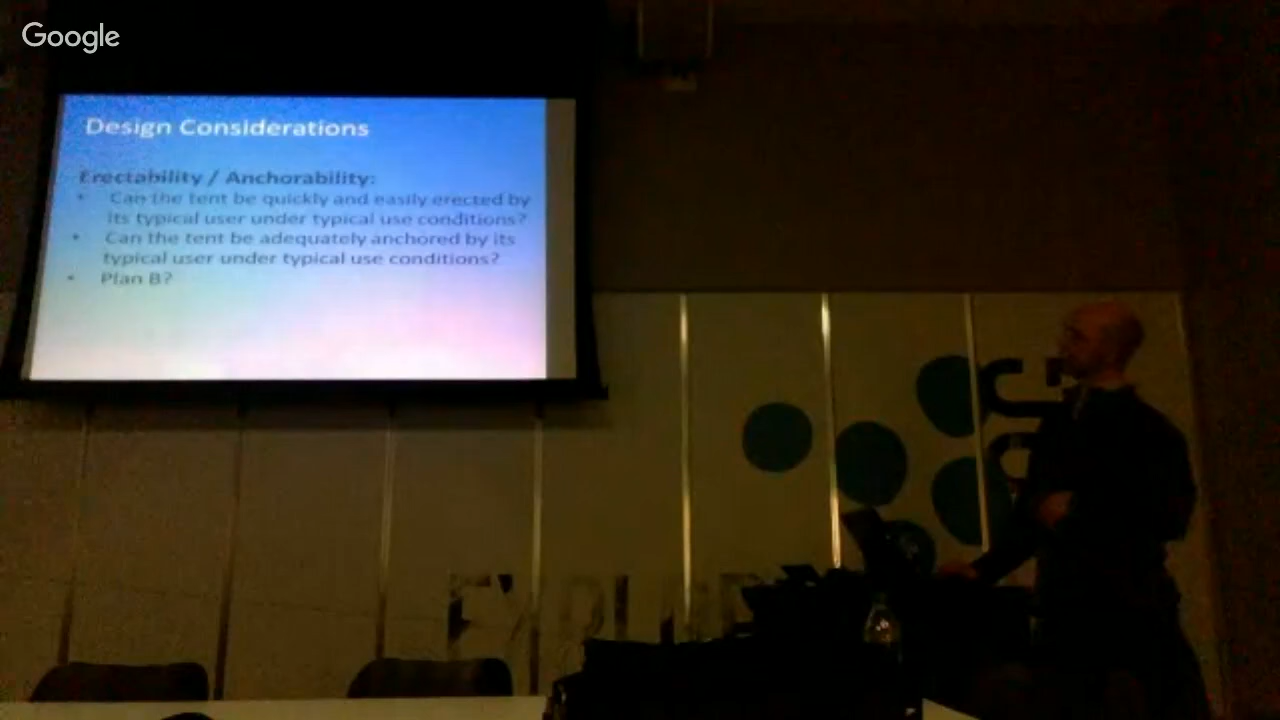 Google
Design Considerations
Erectability / Anchorability:
• Can the tent be quickly and easily erected by
its typical user under typical use conditions?
• Can the tent be adequately anchored by its
typical user under typical use conditions?
• Plan B?